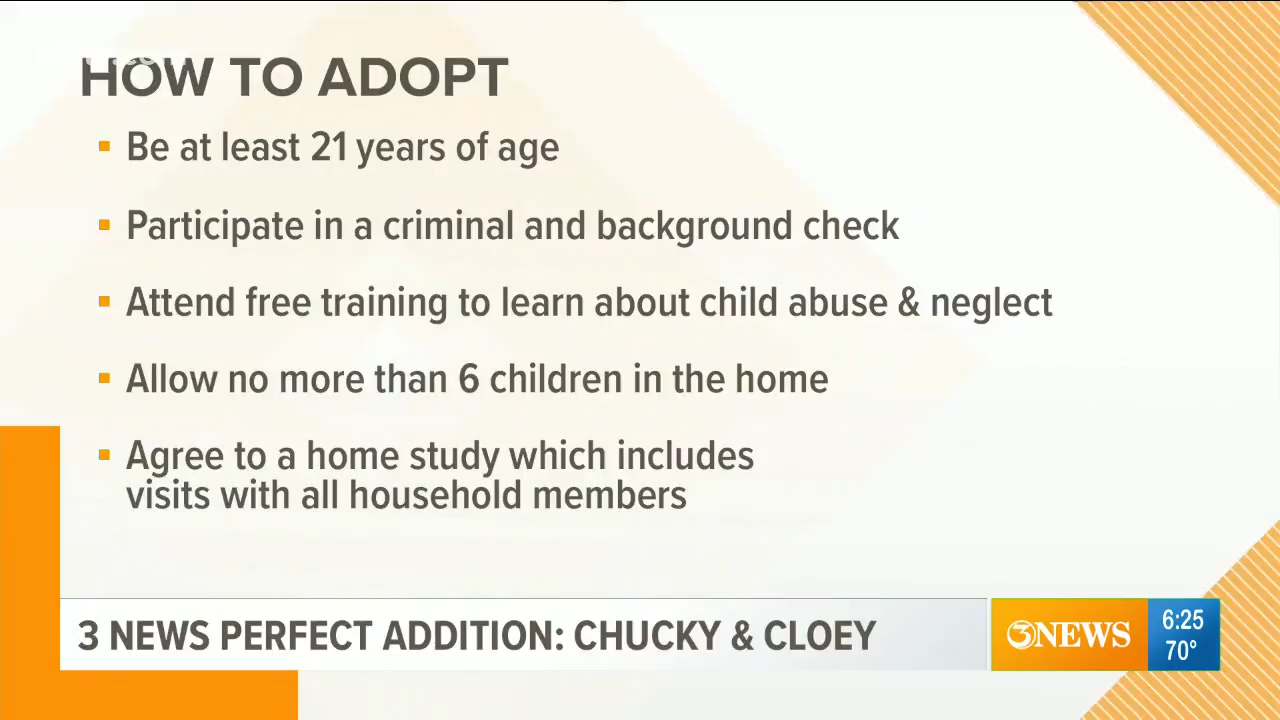 HOW TO ADOPT
Be at least 21 years of age
Participate in a criminal and background check
Attend free training to learn about child abuse & neglect
Allow no more than 6 children in the home
Agree to a home study which includes
visits with all household members
3 NEWS PERFECT ADDITION: CHUCKY & CLOEY
3NEWS
6:25
70°